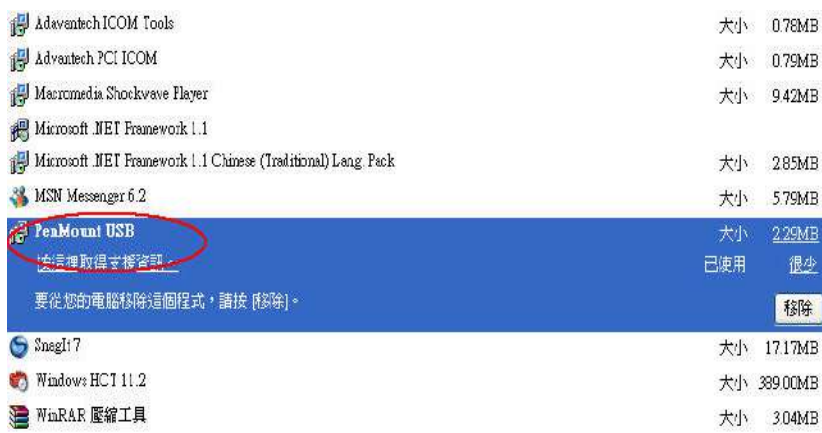 Adavantech ICOM Tools 大小 0.78MB
Advantech PCI ICOM 大小 0.79MB
Macromedia Shockwave Player 大小 9.42MB
Microsoft .NET Framework 1.1
Microsoft .NET Framework 1.1 Chinese (Traditional) Lang Pack 大小 2.85MB
MSN Messenger 6.2 大小 5.79MB
PenMount USB 大小 2.29MB
按這裡取得支援資訊。 已使用 很少
要從您的電腦移除這個程式，請按 [移除]。 移除
SnagIt 7 大小 17.17MB
Windows HCT 11.2 大小 389.00MB
WinRAR 壓縮工具 大小 3.04MB